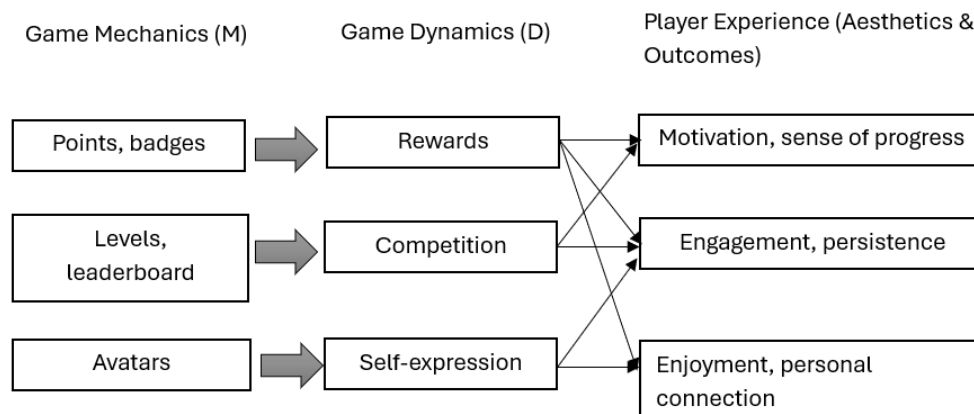 Game Mechanics (M)
Game Dynamics (D)
Player Experience (Aesthetics &
Outcomes)
Points, badges
Rewards
Motivation, sense of progress
Levels,
leaderboard
Competition
Engagement, persistence
Avatars
Self-expression
Enjoyment, personal
connection